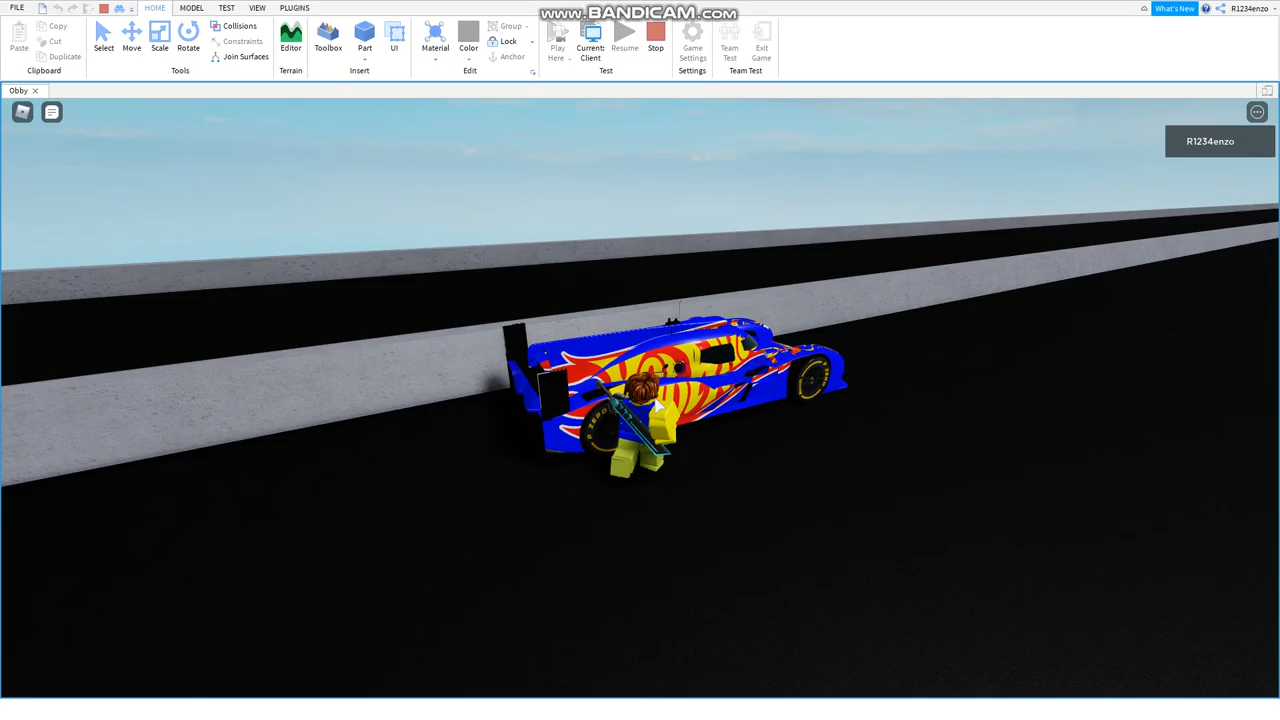 FILE HOME MODEL TEST VIEW PLUGINS
www.BANDICAM.com
What's New R1234enzo
Paste Copy Cut Duplicate
Clipboard
Select Move Scale Rotate Collisions Constraints Join Surfaces
Tools
Editor
Terrain
Toolbox Part UI
Insert
Material Color Group Lock Anchor
Edit
Play Here Current: Client Resume Stop
Test
Game Settings
Settings
Team Test Exit Game
Team Test
Obby
R1234enzo
P ZERO